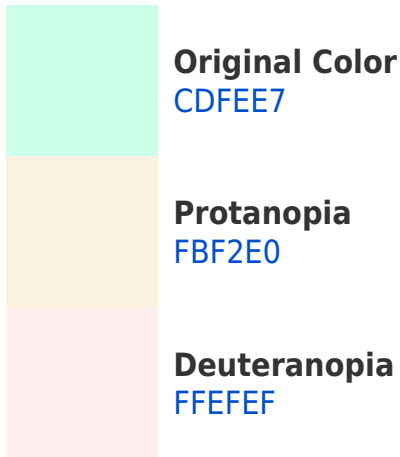 Original Color
CDFEE7
Protanopia
FBF2E0
Deuteranopia
FFEFEF